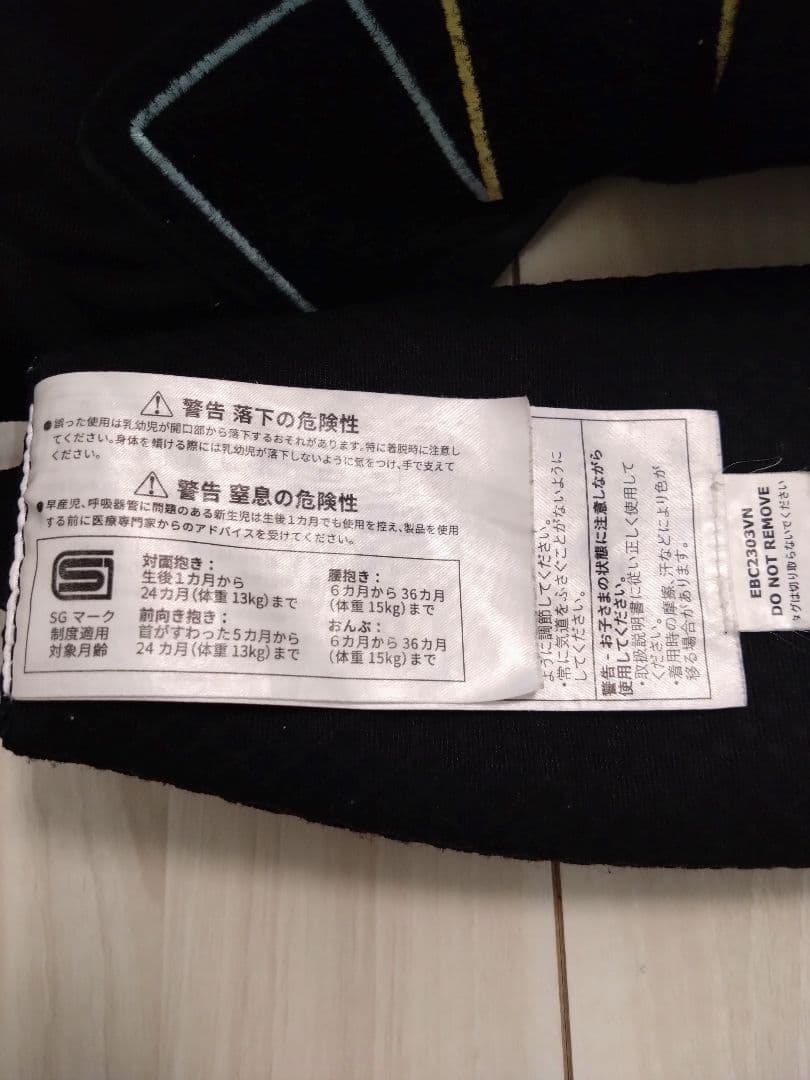 警告 落下の危険性
●誤った使用は乳幼児が開口部から落下するおそれがあります。特に着脱時に注意し
てください。身体を傾ける際には乳幼児が落下しないように気をつけ、手で支えて
ください。
警告 窒息の危険性
●早産児、呼吸器管に問題のある新生児は生後1カ月でも使用を控え、製品を使用
する前に医療専門家からのアドバイスを受けてください。
SG マーク
制度適用
対象月齢
対面抱き：
生後1カ月から
24カ月(体重 13kg)まで
前向き抱き：
首がすわった5カ月から
24カ月(体重 13kg)まで
腰抱き：
6カ月から36カ月
(体重 15kg)まで
おんぶ：
6カ月から36カ月
(体重 15kg)まで
ように調節してください。
・常に気道をふさぐことがないように
してください。
警告 - お子さまの状態に注意しながら
使用してください。
・取扱説明書に従い正しく使用して
ください。
・着用時の摩擦、汗などにより色が
移る場合があります。
EBC2303VN
DO NOT REMOVE
タグは切り取らないでください